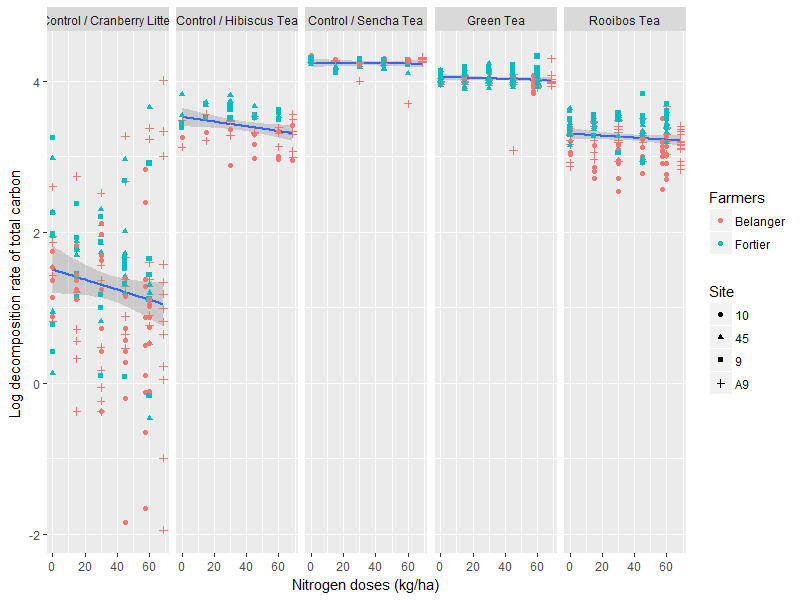 Control / Cranberry Litte
Control / Hibiscus Tea
Control / Sencha Tea
Green Tea
Rooibos Tea
4
2
0
-2
Log decomposition rate of total carbon
0 20 40 60
0 20 40 60
0 20 40 60
0 20 40 60
0 20 40 60
Nitrogen doses (kg/ha)
Farmers
Belanger
Fortier
Site
10
45
9
A9